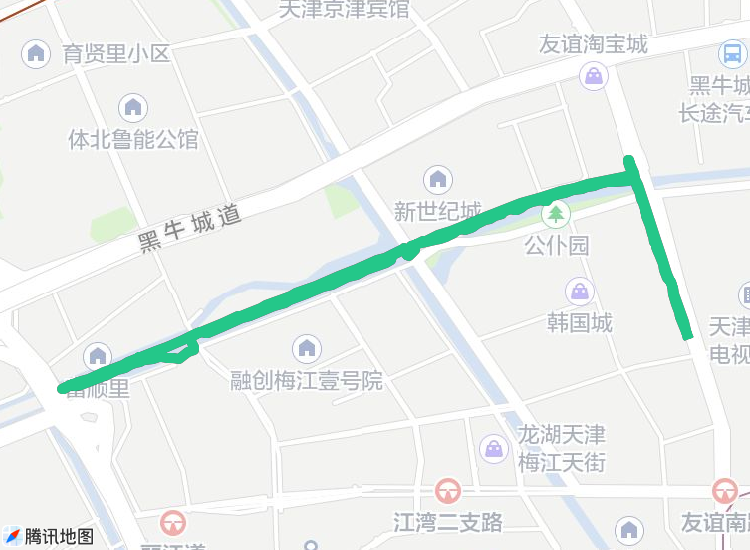 天津京津宾馆
友谊淘宝城
育贤里小区
黑牛城
长途汽车
体北鲁能公馆
新世纪城
黑牛城道
公仆园
韩国城
天津
电视
融创梅江壹号院
富顺里
龙湖天津
梅江天街
江湾二支路
友谊南路
腾讯地图